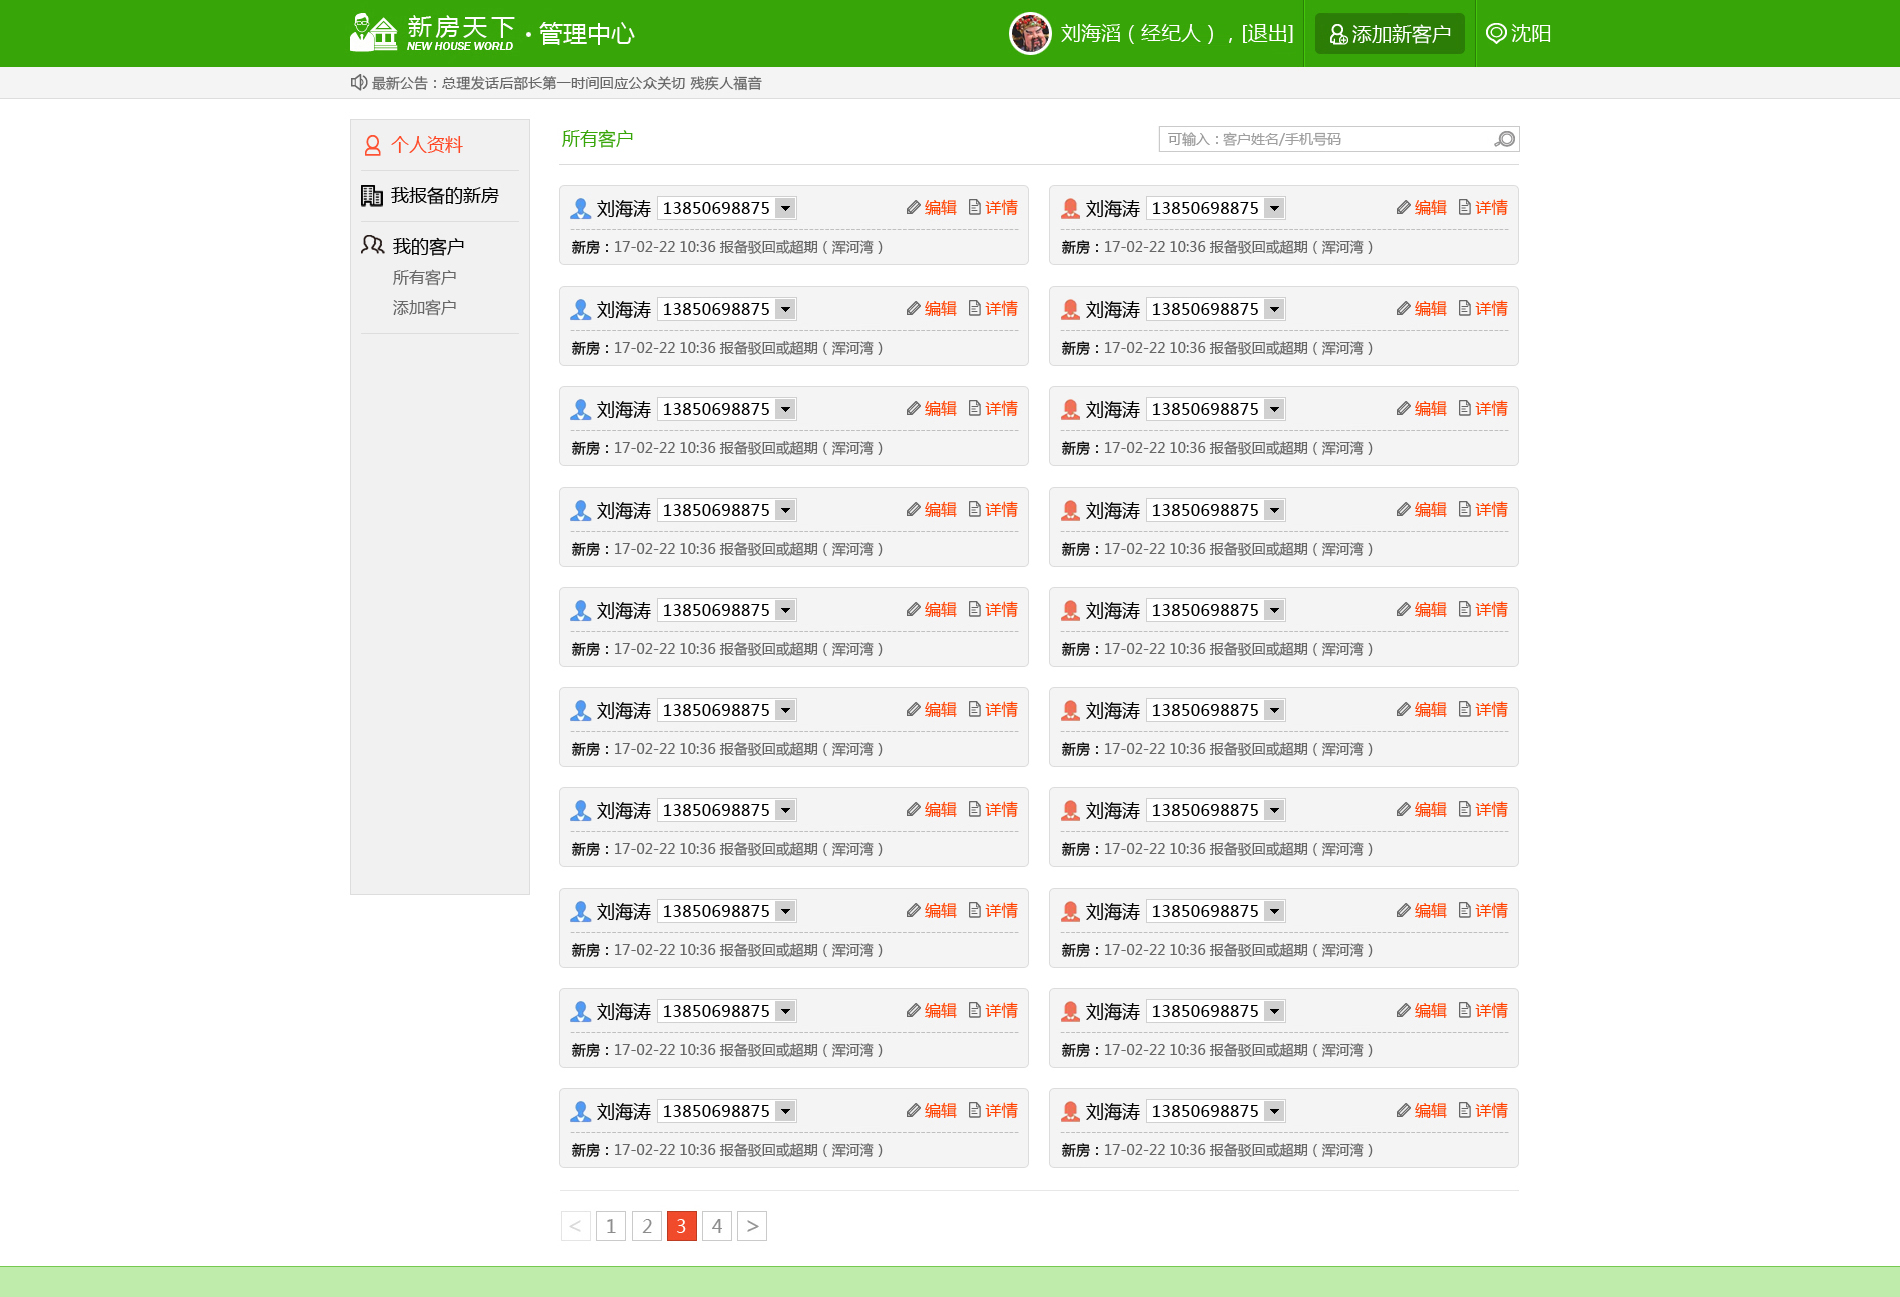 新房天下
NEW HOUSE WORLD
· 管理中心
刘海滔（经纪人），[退出]
添加新客户
沈阳
最新公告：总理发话后部长第一时间回应公众关切 残疾人福音
个人资料
我报备的新房
我的客户
所有客户
添加客户
所有客户
可输入：客户姓名/手机号码
刘海涛 13850698875 编辑 详情
新房：17-02-22 10:36 报备驳回或超期（浑河湾）
刘海涛 13850698875 编辑 详情
新房：17-02-22 10:36 报备驳回或超期（浑河湾）
刘海涛 13850698875 编辑 详情
新房：17-02-22 10:36 报备驳回或超期（浑河湾）
刘海涛 13850698875 编辑 详情
新房：17-02-22 10:36 报备驳回或超期（浑河湾）
刘海涛 13850698875 编辑 详情
新房：17-02-22 10:36 报备驳回或超期（浑河湾）
刘海涛 13850698875 编辑 详情
新房：17-02-22 10:36 报备驳回或超期（浑河湾）
刘海涛 13850698875 编辑 详情
新房：17-02-22 10:36 报备驳回或超期（浑河湾）
刘海涛 13850698875 编辑 详情
新房：17-02-22 10:36 报备驳回或超期（浑河湾）
刘海涛 13850698875 编辑 详情
新房：17-02-22 10:36 报备驳回或超期（浑河湾）
刘海涛 13850698875 编辑 详情
新房：17-02-22 10:36 报备驳回或超期（浑河湾）
刘海涛 13850698875 编辑 详情
新房：17-02-22 10:36 报备驳回或超期（浑河湾）
刘海涛 13850698875 编辑 详情
新房：17-02-22 10:36 报备驳回或超期（浑河湾）
刘海涛 13850698875 编辑 详情
新房：17-02-22 10:36 报备驳回或超期（浑河湾）
刘海涛 13850698875 编辑 详情
新房：17-02-22 10:36 报备驳回或超期（浑河湾）
刘海涛 13850698875 编辑 详情
新房：17-02-22 10:36 报备驳回或超期（浑河湾）
刘海涛 13850698875 编辑 详情
新房：17-02-22 10:36 报备驳回或超期（浑河湾）
刘海涛 13850698875 编辑 详情
新房：17-02-22 10:36 报备驳回或超期（浑河湾）
刘海涛 13850698875 编辑 详情
新房：17-02-22 10:36 报备驳回或超期（浑河湾）
刘海涛 13850698875 编辑 详情
新房：17-02-22 10:36 报备驳回或超期（浑河湾）
刘海涛 13850698875 编辑 详情
新房：17-02-22 10:36 报备驳回或超期（浑河湾）
< 1 2 3 4 >